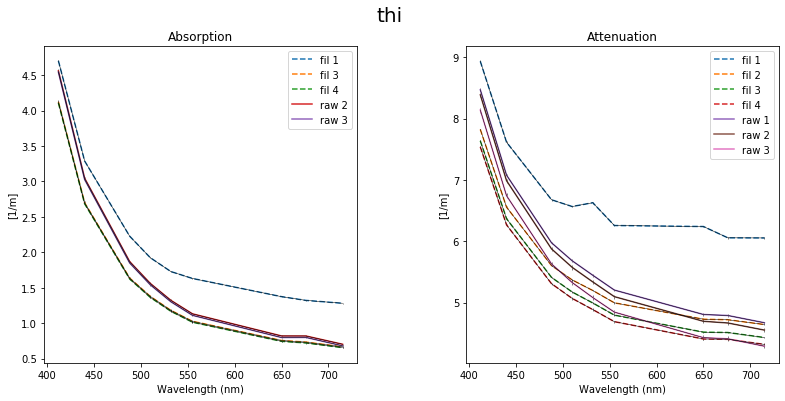 thi
Absorption
[1/m]
4.5
4.0
3.5
3.0
2.5
2.0
1.5
1.0
0.5
400
450
500
550
600
650
700
Wavelength (nm)
fil 1
fil 3
fil 4
raw 2
raw 3
Attenuation
[1/m]
9
8
7
6
5
400
450
500
550
600
650
700
Wavelength (nm)
fil 1
fil 2
fil 3
fil 4
raw 1
raw 2
raw 3